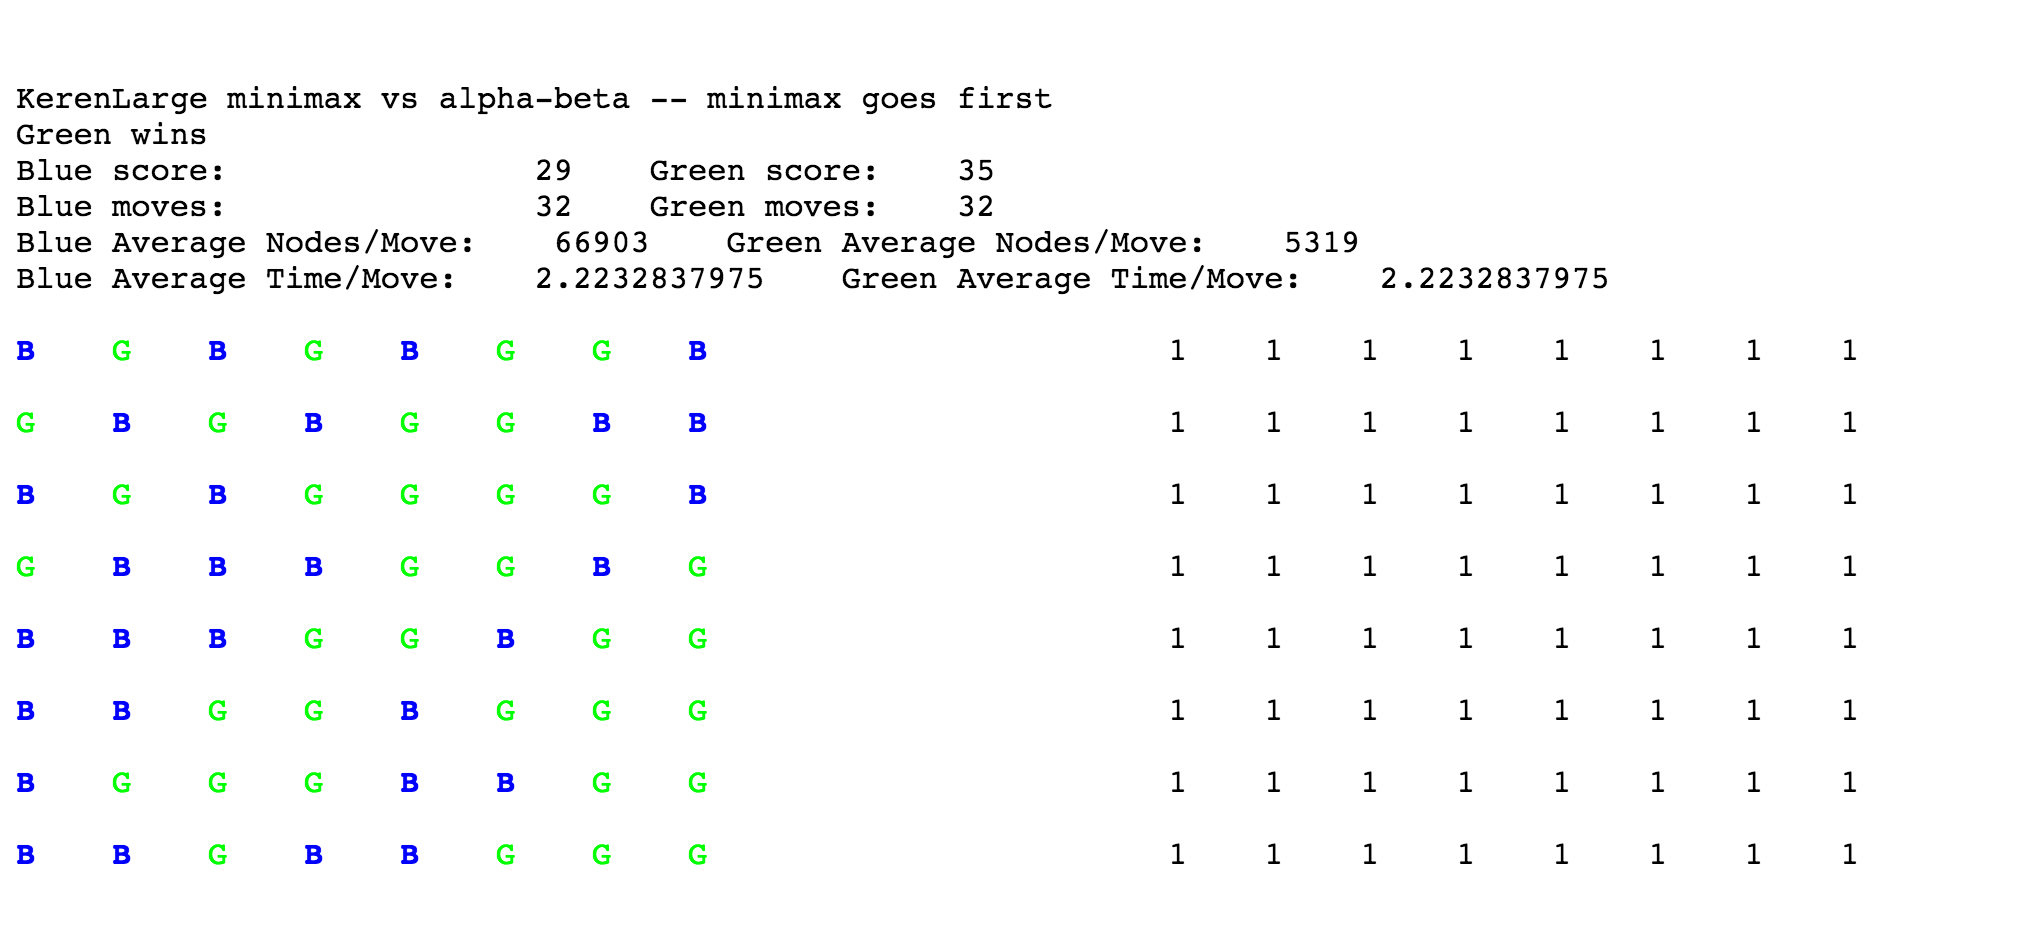 KerenLarge minimax vs alpha-beta -- minimax goes first
Green wins
Blue score: 29 Green score: 35
Blue moves: 32 Green moves: 32
Blue Average Nodes/Move: 66903 Green Average Nodes/Move: 5319
Blue Average Time/Move: 2.2232837975 Green Average Time/Move: 2.2232837975
B G B G B G G B 1 1 1 1 1 1 1 1
G B G B G G B B 1 1 1 1 1 1 1 1
B G B G G G G B 1 1 1 1 1 1 1 1
G B B B G G B G 1 1 1 1 1 1 1 1
B B B G G B G G 1 1 1 1 1 1 1 1
B B G G B G G G 1 1 1 1 1 1 1 1
B G G G B B G G 1 1 1 1 1 1 1 1
B B G B B G G G 1 1 1 1 1 1 1 1